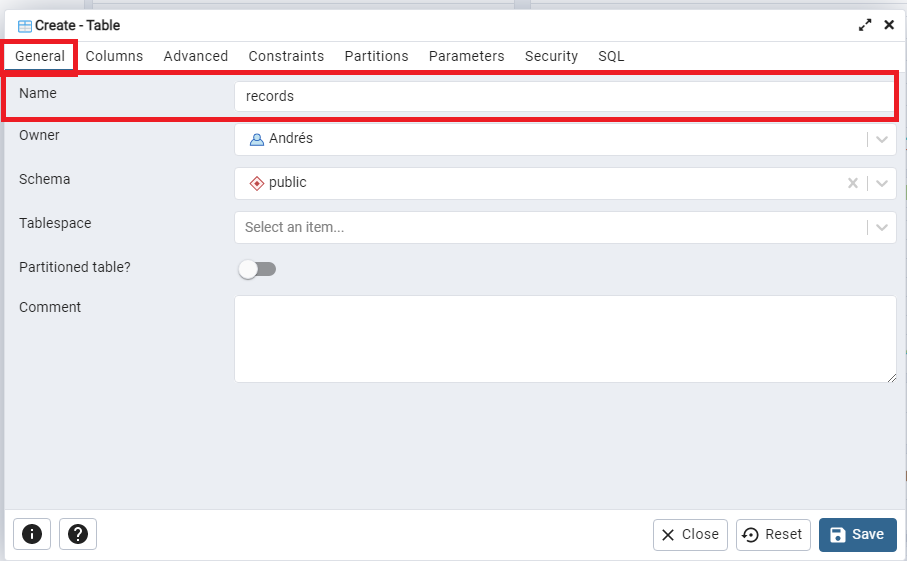 Create - Table
General Columns Advanced Constraints Partitions Parameters Security SQL
Name records
Owner Andrés
Schema public
Tablespace Select an item...
Partitioned table?
Comment
Close Reset Save